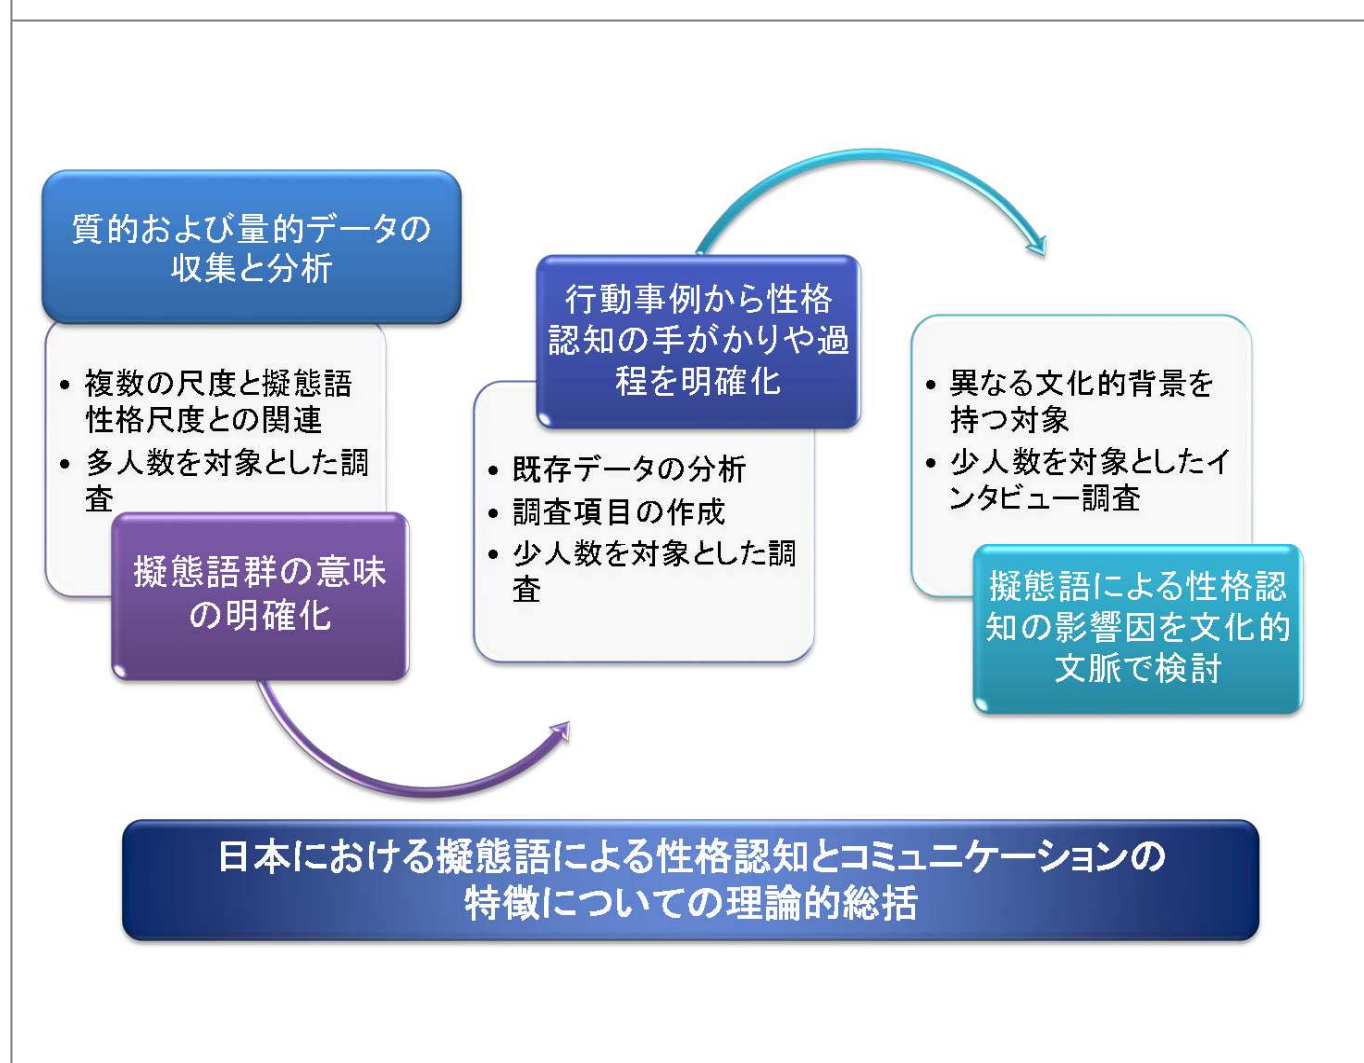 質的および量的データの
収集と分析
• 複数の尺度と擬態語
性格尺度との関連
• 多人数を対象とした調
査
擬態語群の意味
の明確化
行動事例から性格
認知の手がかりや過
程を明確化
• 既存データの分析
• 調査項目の作成
• 少人数を対象とした調
査
• 異なる文化的背景を
持つ対象
• 少人数を対象としたイ
ンタビュー調査
擬態語による性格認
知の影響因を文化的
文脈で検討
日本における擬態語による性格認知とコミュニケーションの
特徴についての理論的総括